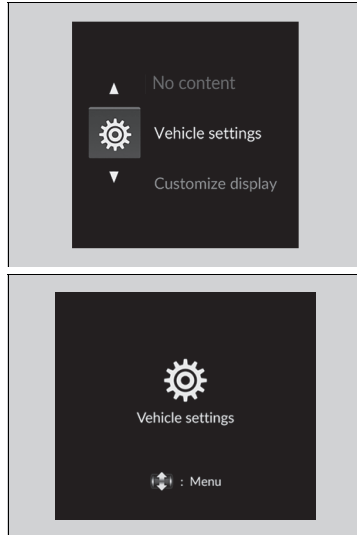 No content
Vehicle settings
Customize display
Vehicle settings
: Menu